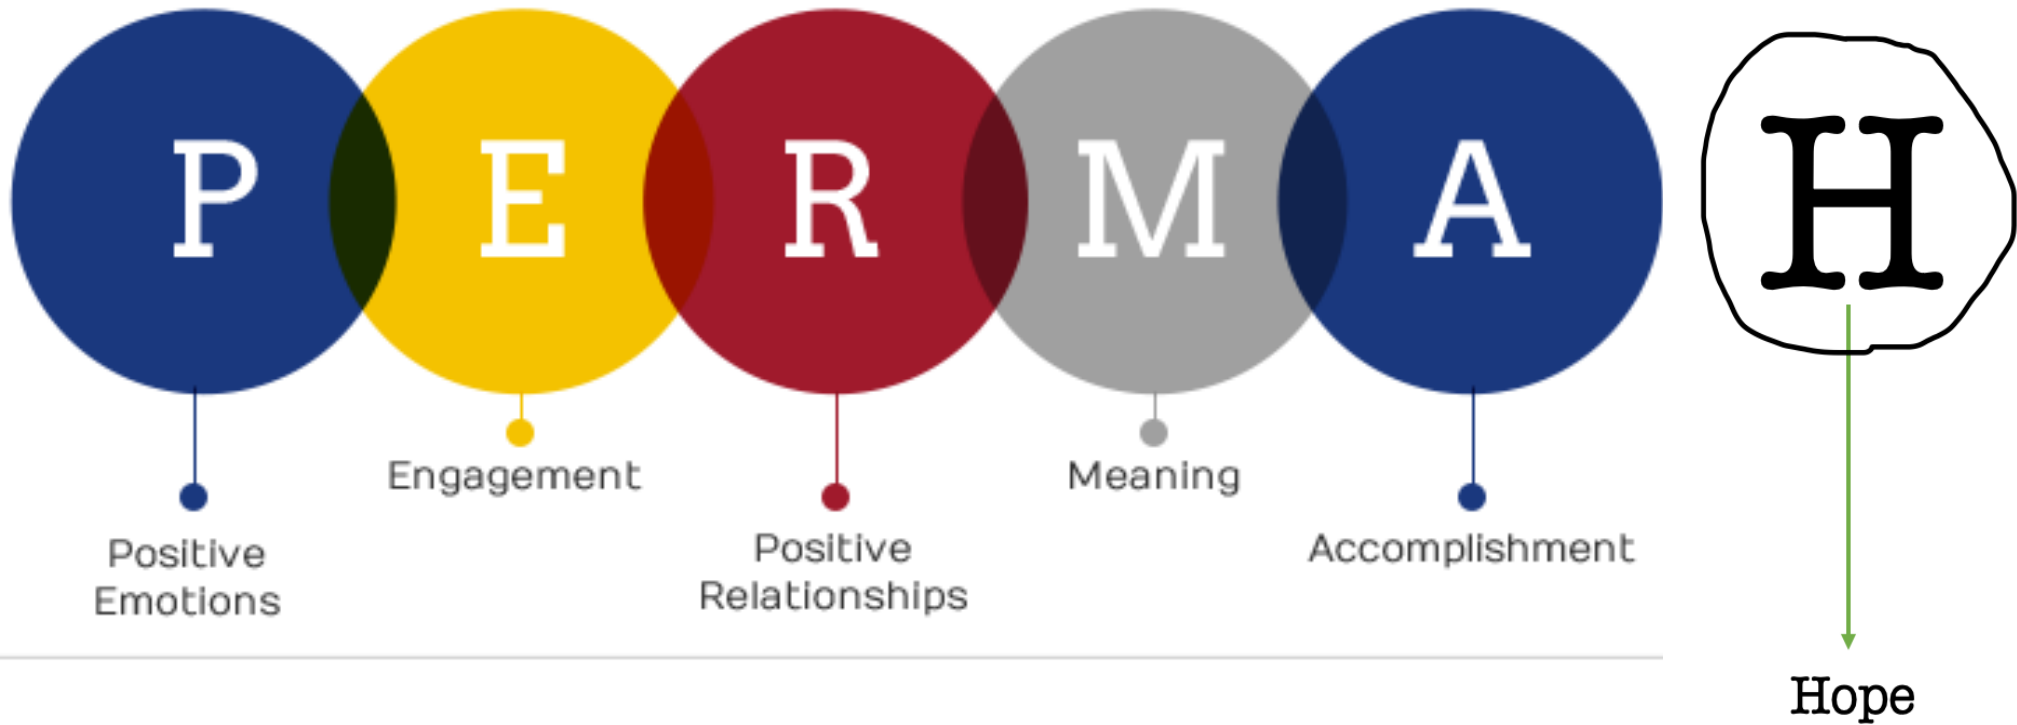 P E R M A H
Engagement
Meaning
Positive
Emotions
Positive
Relationships
Accomplishment
Hope